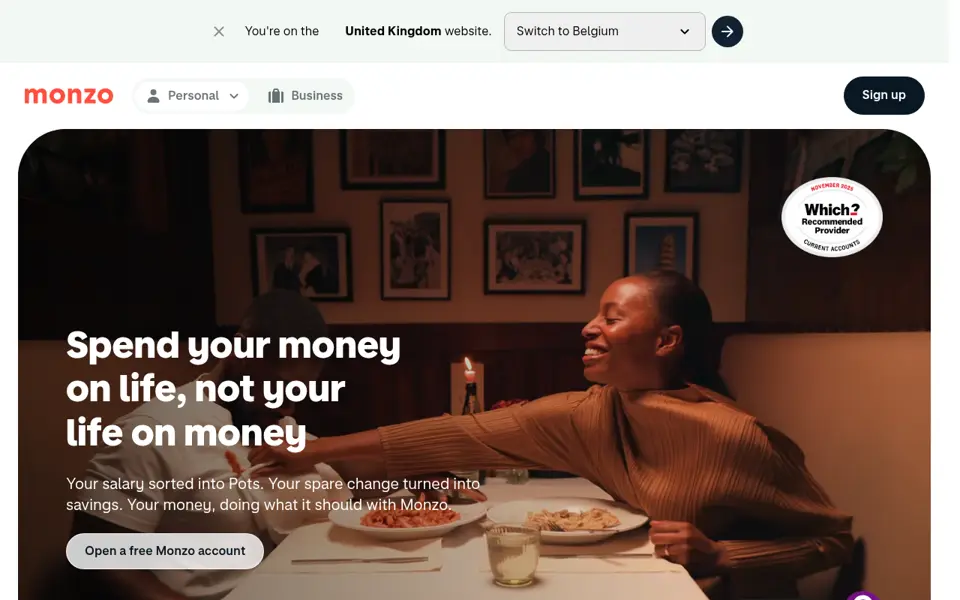 You're on the United Kingdom website.
Switch to Belgium
monzo
Personal
Business
Sign up
NOVEMBER 2025
Which?
Recommended
Provider
CURRENT ACCOUNTS
Spend your money
on life, not your
life on money
Your salary sorted into Pots. Your spare change turned into
savings. Your money, doing what it should with Monzo.
Open a free Monzo account